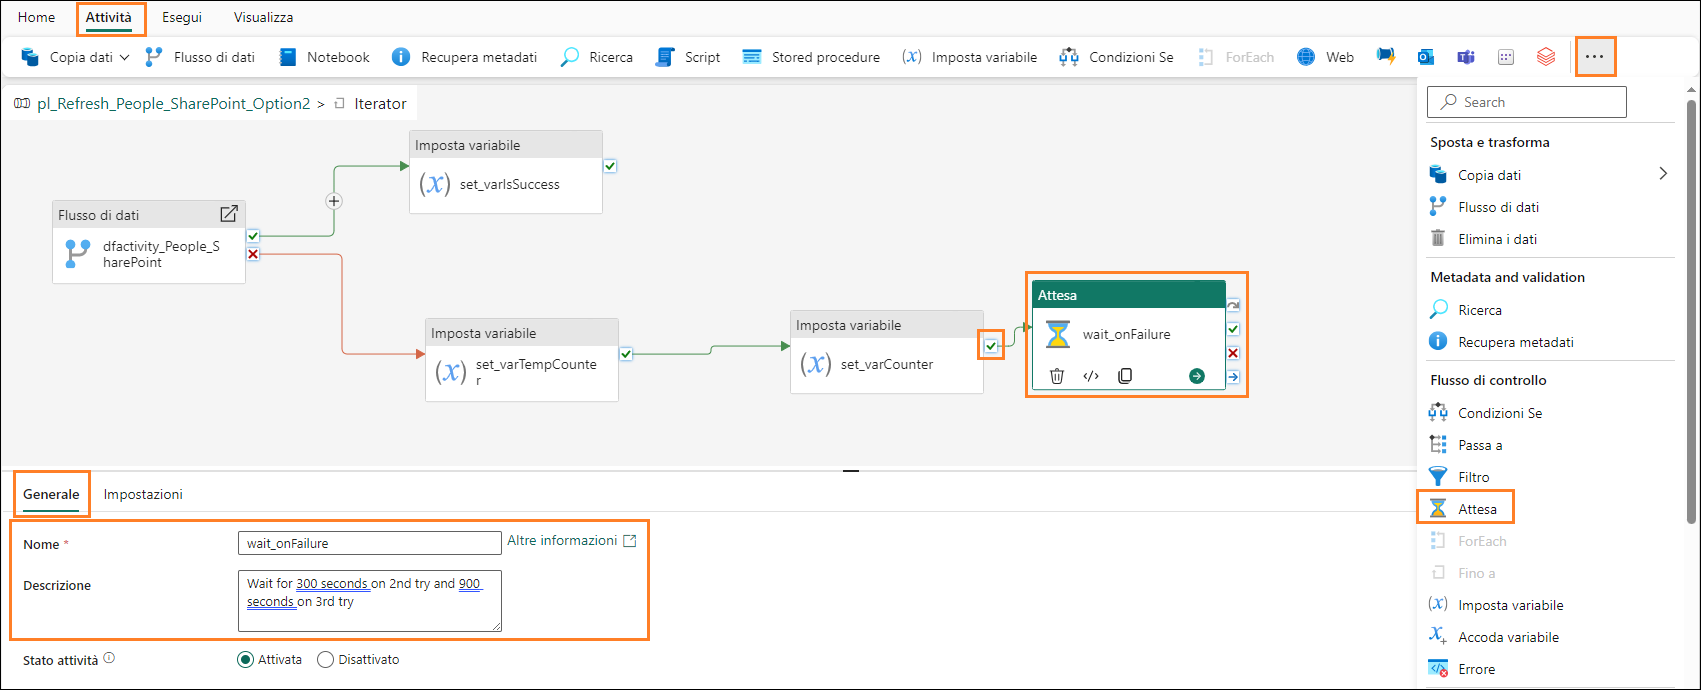 Home Attività Esegui Visualizza
Copia dati Flusso di dati Notebook Recupera metadati Ricerca Script Stored procedure (x) Imposta variabile Condizioni Se ForEach Web ...
pl_Refresh_People_SharePoint_Option2 > Iterator
Search
Sposta e trasforma
Copia dati
Flusso di dati
Elimina i dati
Metadata and validation
Ricerca
Recupera metadati
Flusso di controllo
Condizioni Se
Passa a
Filtro
Attesa
ForEach
Fino a
(x) Imposta variabile
Accoda variabile
Errore
Imposta variabile
(x) set_varIsSuccess
Flusso di dati
dfactivity_People_S
harePoint
Imposta variabile
(x) set_varTempCounte
r
Imposta variabile
(x) set_varCounter
Attesa
wait_onFailure
Generale Impostazioni
Nome * wait_onFailure Altre informazioni
Descrizione Wait for 300 seconds on 2nd try and 900
seconds on 3rd try
Stato attività Attivata Disattivato